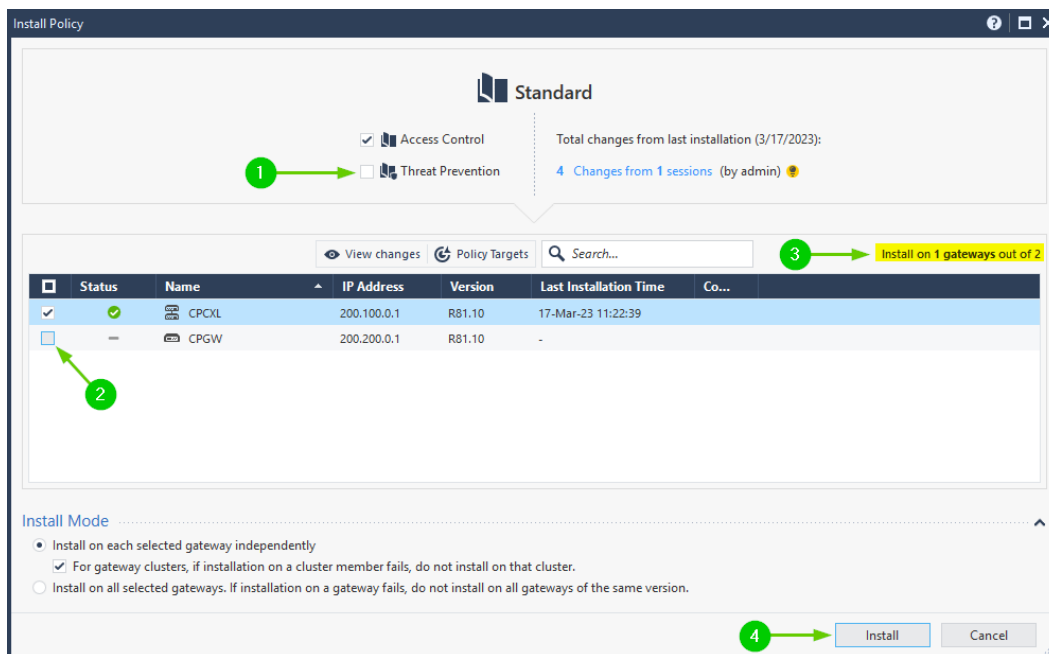 Install Policy
Standard
Access Control
Total changes from last installation (3/17/2023):
1
Threat Prevention
4 Changes from 1 sessions (by admin)
View changes
Policy Targets
Search...
3
Install on 1 gateways out of 2
Status Name IP Address Version Last Installation Time Co...
CPCXL 200.100.0.1 R81.10 17-Mar-23 11:22:39
CPGW 200.200.0.1 R81.10 -
2
Install Mode
Install on each selected gateway independently
For gateway clusters, if installation on a cluster member fails, do not install on that cluster.
Install on all selected gateways. If installation on a gateway fails, do not install on all gateways of the same version.
4
Install
Cancel